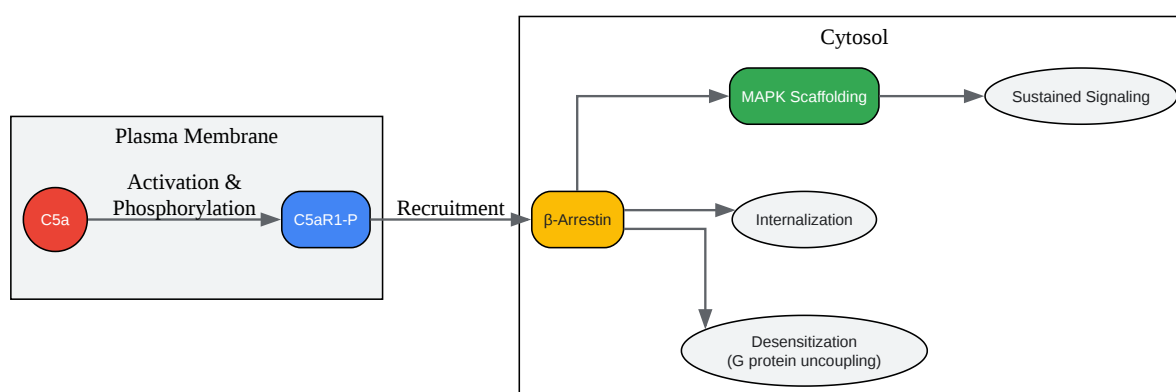 Plasma Membrane
Activation &
Phosphorylation
C5a
C5aR1-P
Recruitment
Cytosol
MAPK Scaffolding
Sustained Signaling
β-Arrestin
Internalization
Desensitization
(G protein uncoupling)